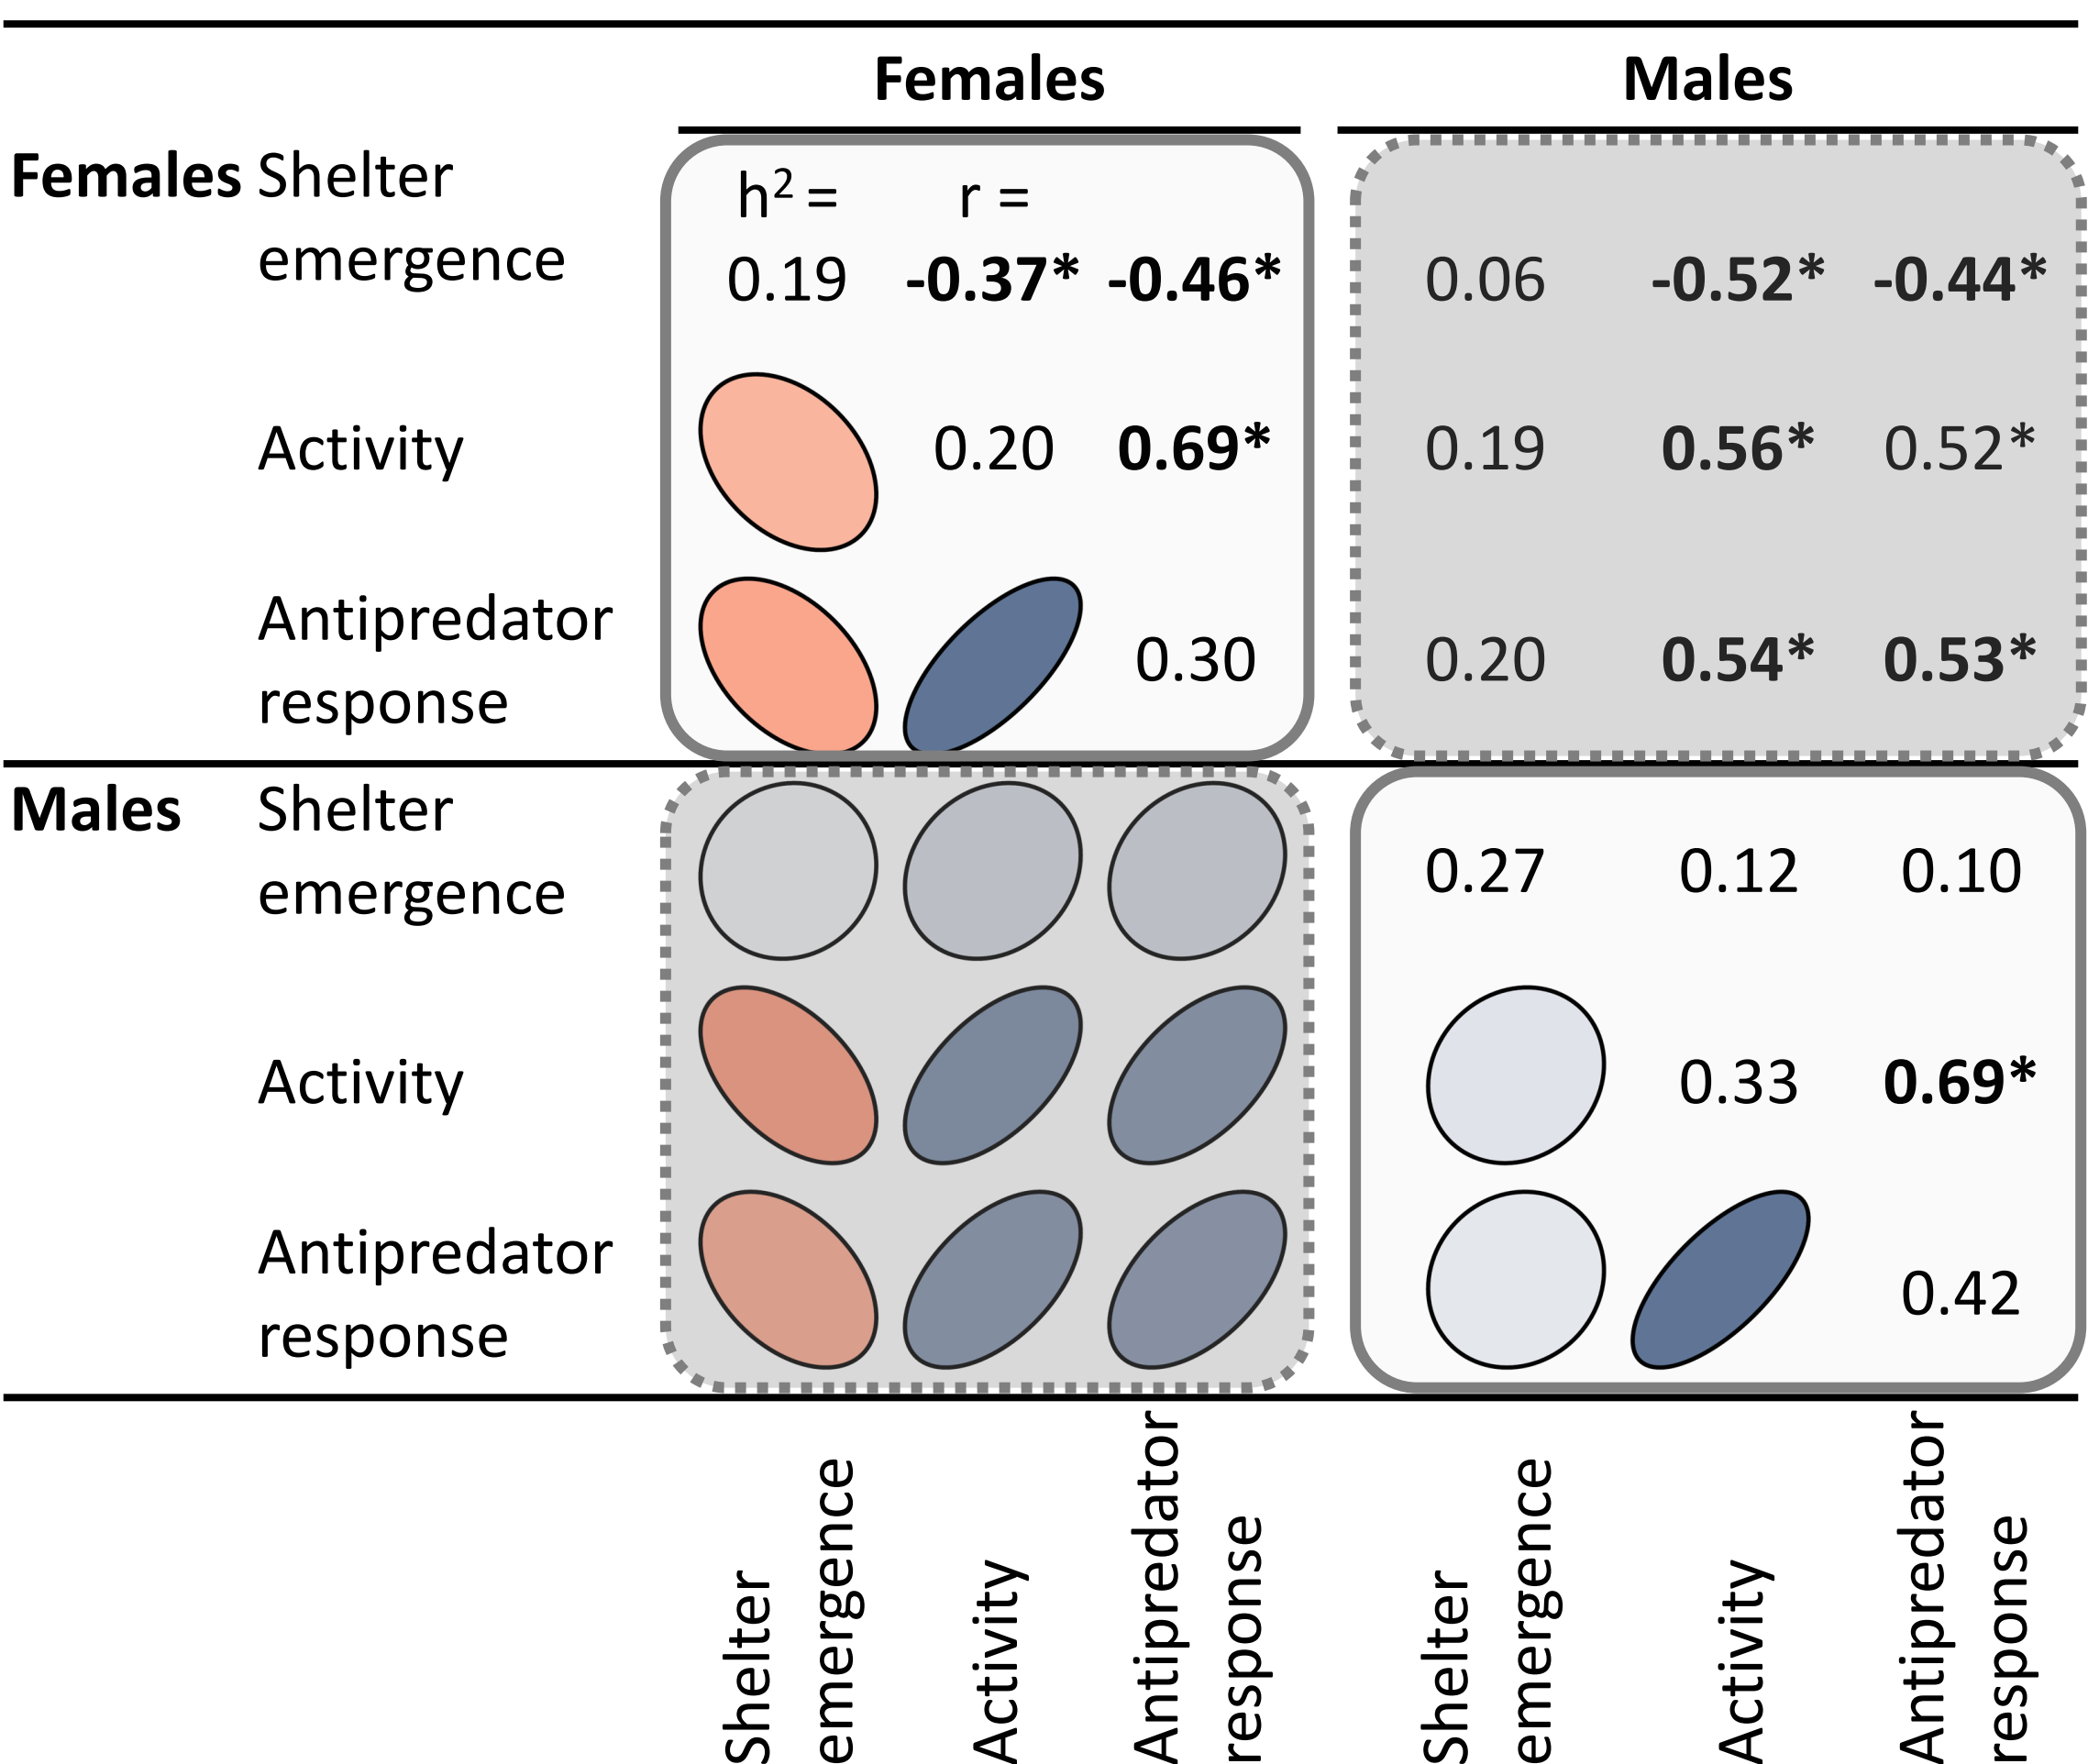 Females Males
Females Shelter emergence h² = 0.19 r = -0.37* -0.46* 0.06 -0.52* -0.44*
Activity 0.20 0.69* 0.19 0.56* 0.52*
Antipredator response 0.30 0.20 0.54* 0.53*
Males Shelter emergence 0.27 0.12 0.10
Activity 0.33 0.69*
Antipredator response 0.42
Shelter emergence
Activity
Antipredator response
Shelter emergence
Activity
Antipredator response